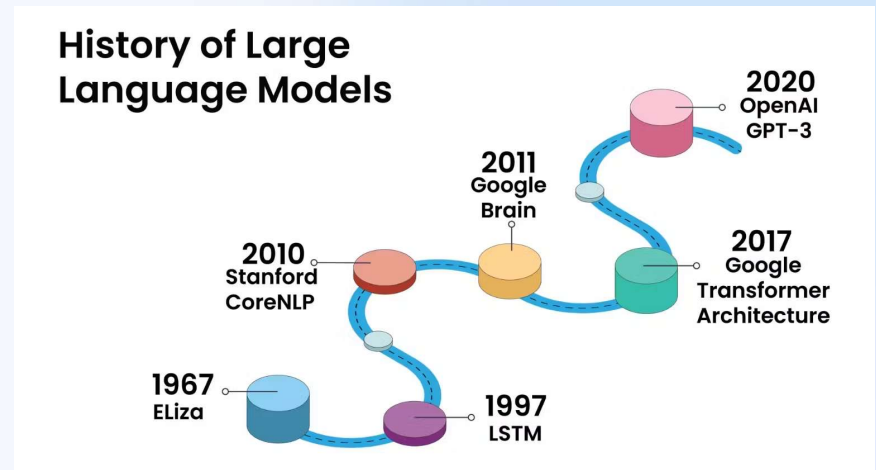 History of Large
Language Models
1967
ELiza
1997
LSTM
2010
Stanford
CoreNLP
2011
Google
Brain
2017
Google
Transformer
Architecture
2020
OpenAI
GPT-3